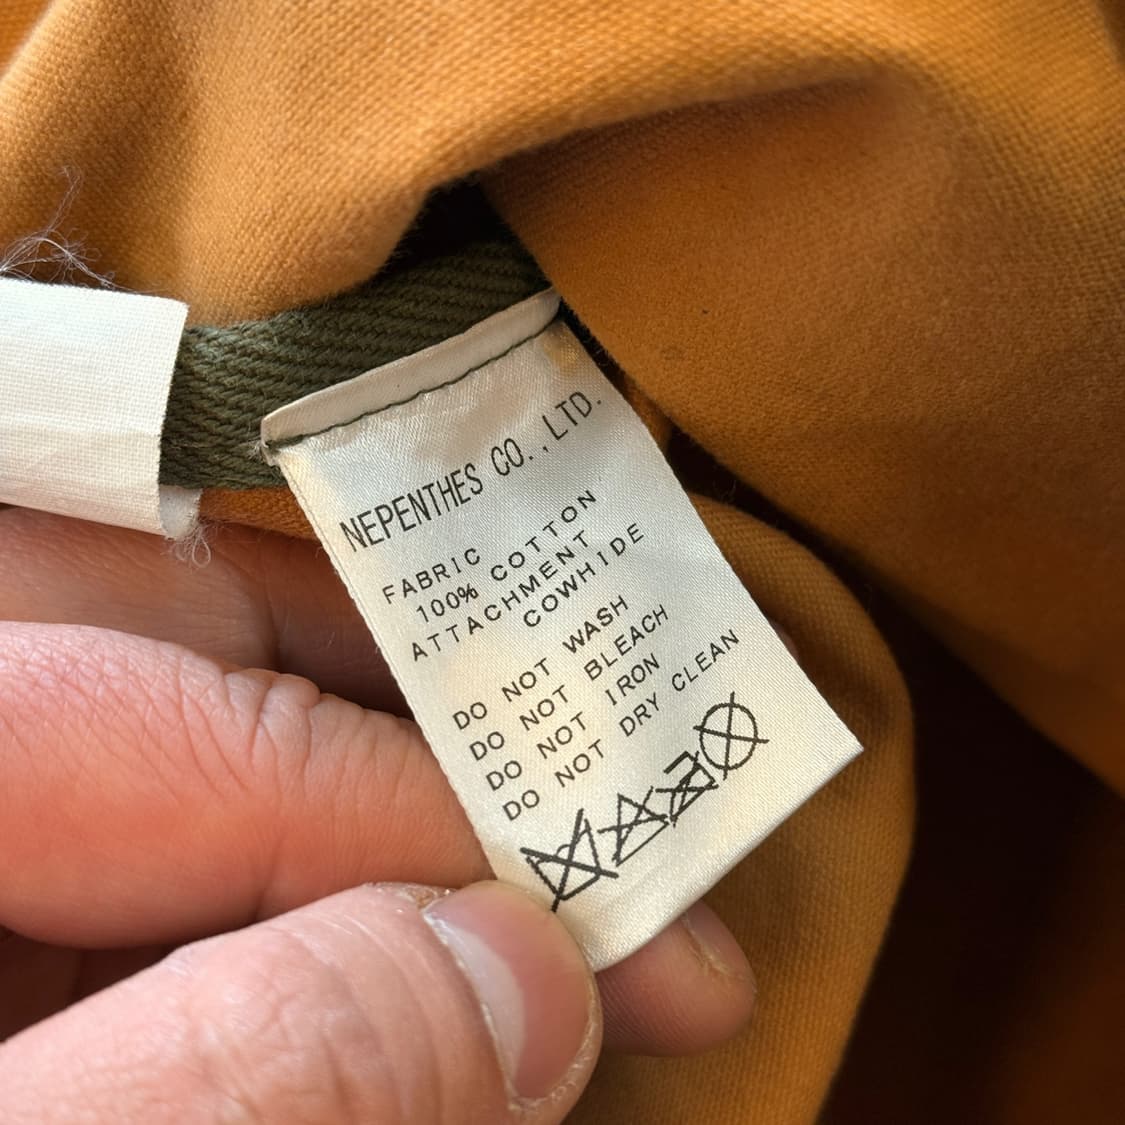 NEPENTHES CO.,LTD.
FABRIC
100% COTTON
ATTACHMENT
COWHIDE
DO NOT WASH
DO NOT BLEACH
DO NOT IRON
DO NOT DRY CLEAN